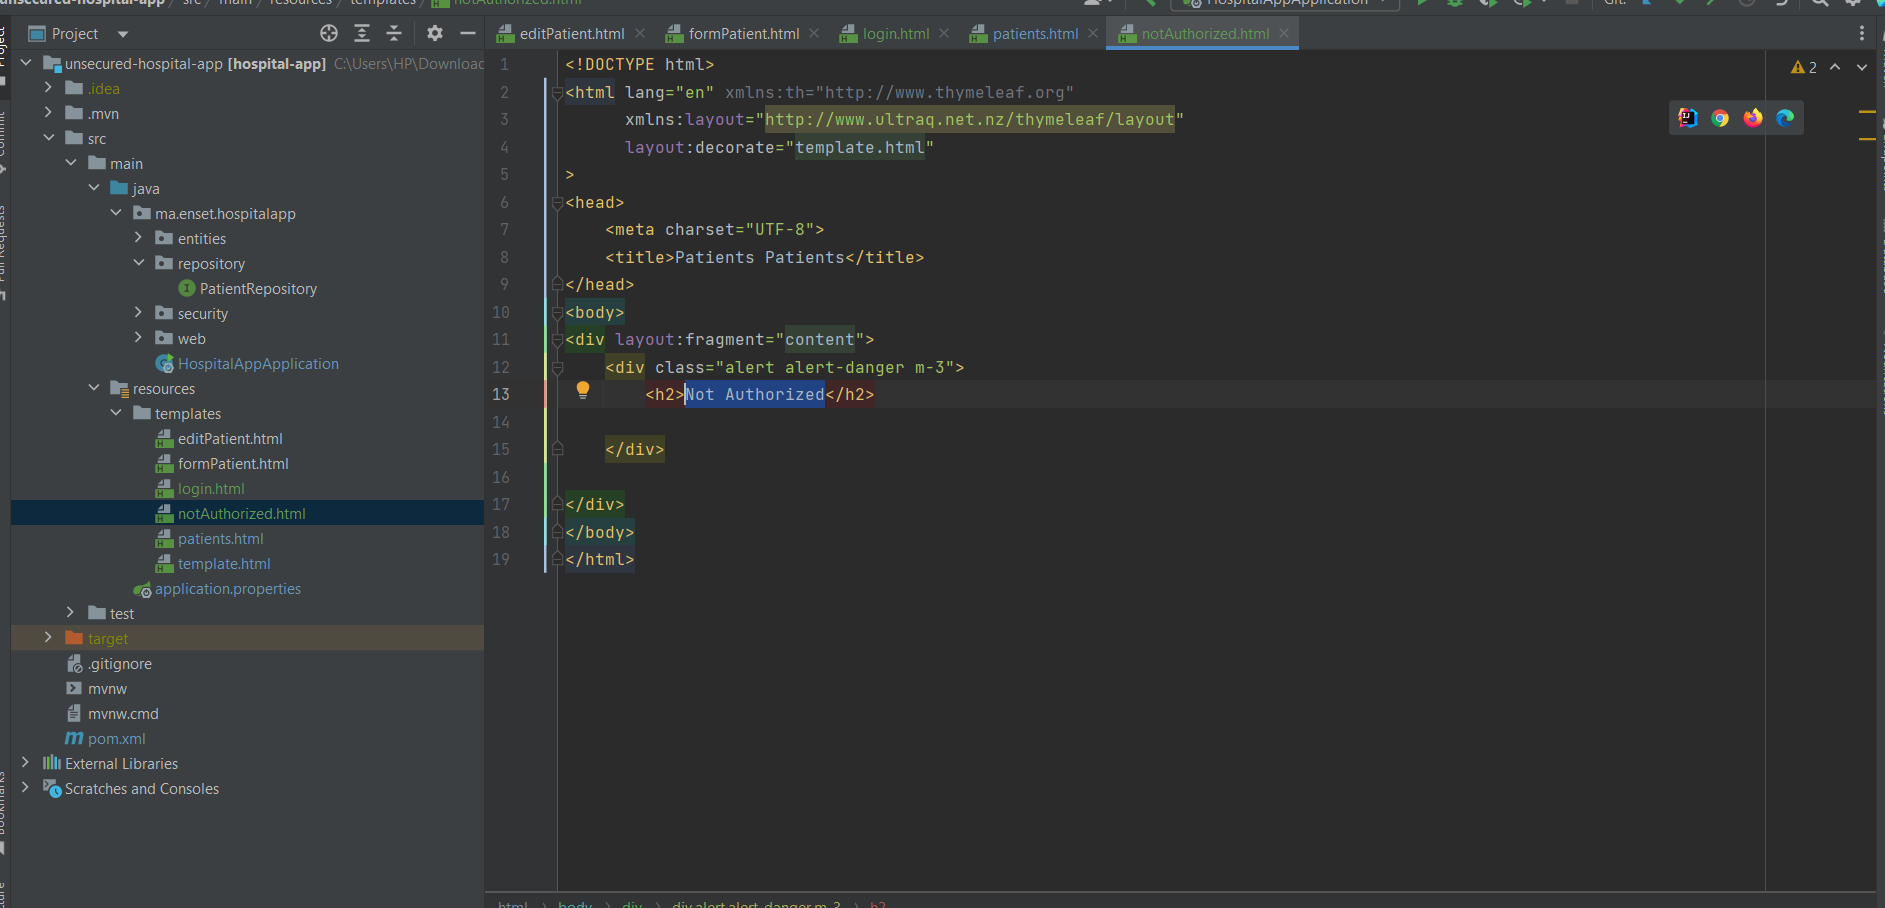 unsecured-hospital-app / src / main / resources / templates / notAuthorized.html
HospitalAppApplication
Git:
Project
editPatient.html
formPatient.html
login.html
patients.html
notAuthorized.html
Project
Commit
Pull Requests
Bookmarks
unsecured-hospital-app [hospital-app] C:\Users\HP\Downloac
.idea
.mvn
src
main
java
ma.enset.hospitalapp
entities
repository
PatientRepository
security
web
HospitalAppApplication
resources
templates
editPatient.html
formPatient.html
login.html
notAuthorized.html
patients.html
template.html
application.properties
test
target
.gitignore
mvnw
mvnw.cmd
pom.xml
External Libraries
Scratches and Consoles
2
1 <!DOCTYPE html>
2 <html lang="en" xmlns:th="http://www.thymeleaf.org"
3 xmlns:layout="http://www.ultraq.net.nz/thymeleaf/layout"
4 layout:decorate="template.html"
5 >
6 <head>
7 <meta charset="UTF-8">
8 <title>Patients Patients</title>
9 </head>
10 <body>
11 <div layout:fragment="content">
12 <div class="alert alert-danger m-3">
13 <h2>Not Authorized</h2>
14
15 </div>
16
17 </div>
18 </body>
19 </html>
html › body › div › div.alert.alert-danger.m-3 › h2